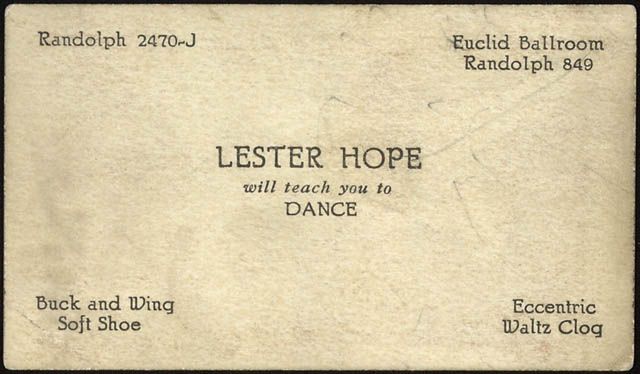 Randolph 2470-J
Euclid Ballroom
Randolph 849
LESTER HOPE
will teach you to
DANCE
Buck and Wing
Soft Shoe
Eccentric
Waltz Clog